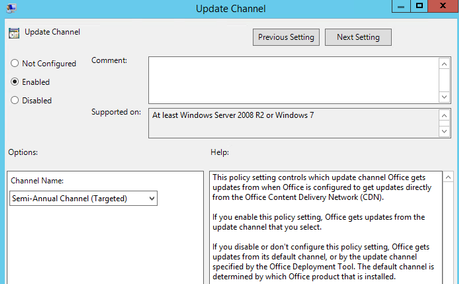 Update Channel
Update Channel
Previous Setting
Next Setting
Not Configured
Enabled
Disabled
Comment:
Supported on:
At least Windows Server 2008 R2 or Windows 7
Options:
Help:
Channel Name:
Semi-Annual Channel (Targeted)
This policy setting controls which update channel Office gets
updates from when Office is configured to get updates directly
from the Office Content Delivery Network (CDN).
If you enable this policy setting, Office gets updates from the
update channel that you select.
If you disable or don't configure this policy setting, Office gets
updates from its default channel, or by the update channel
specified by the Office Deployment Tool. The default channel is
determined by which Office product that is installed.